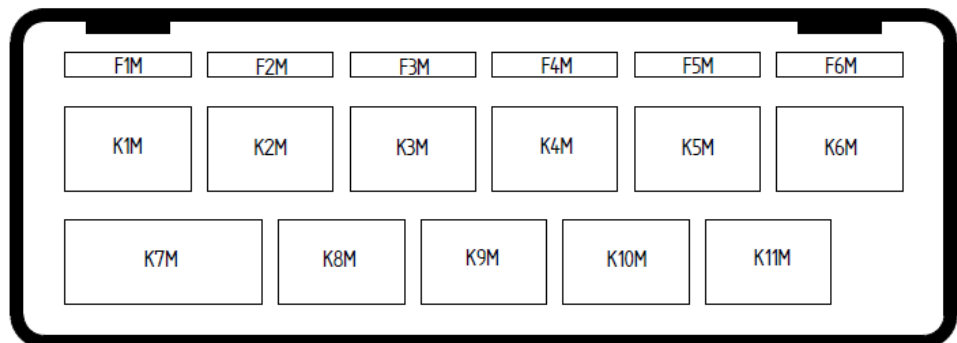 F1M F2M F3M F4M F5M F6M
K1M K2M K3M K4M K5M K6M
K7M K8M K9M K10M K11M